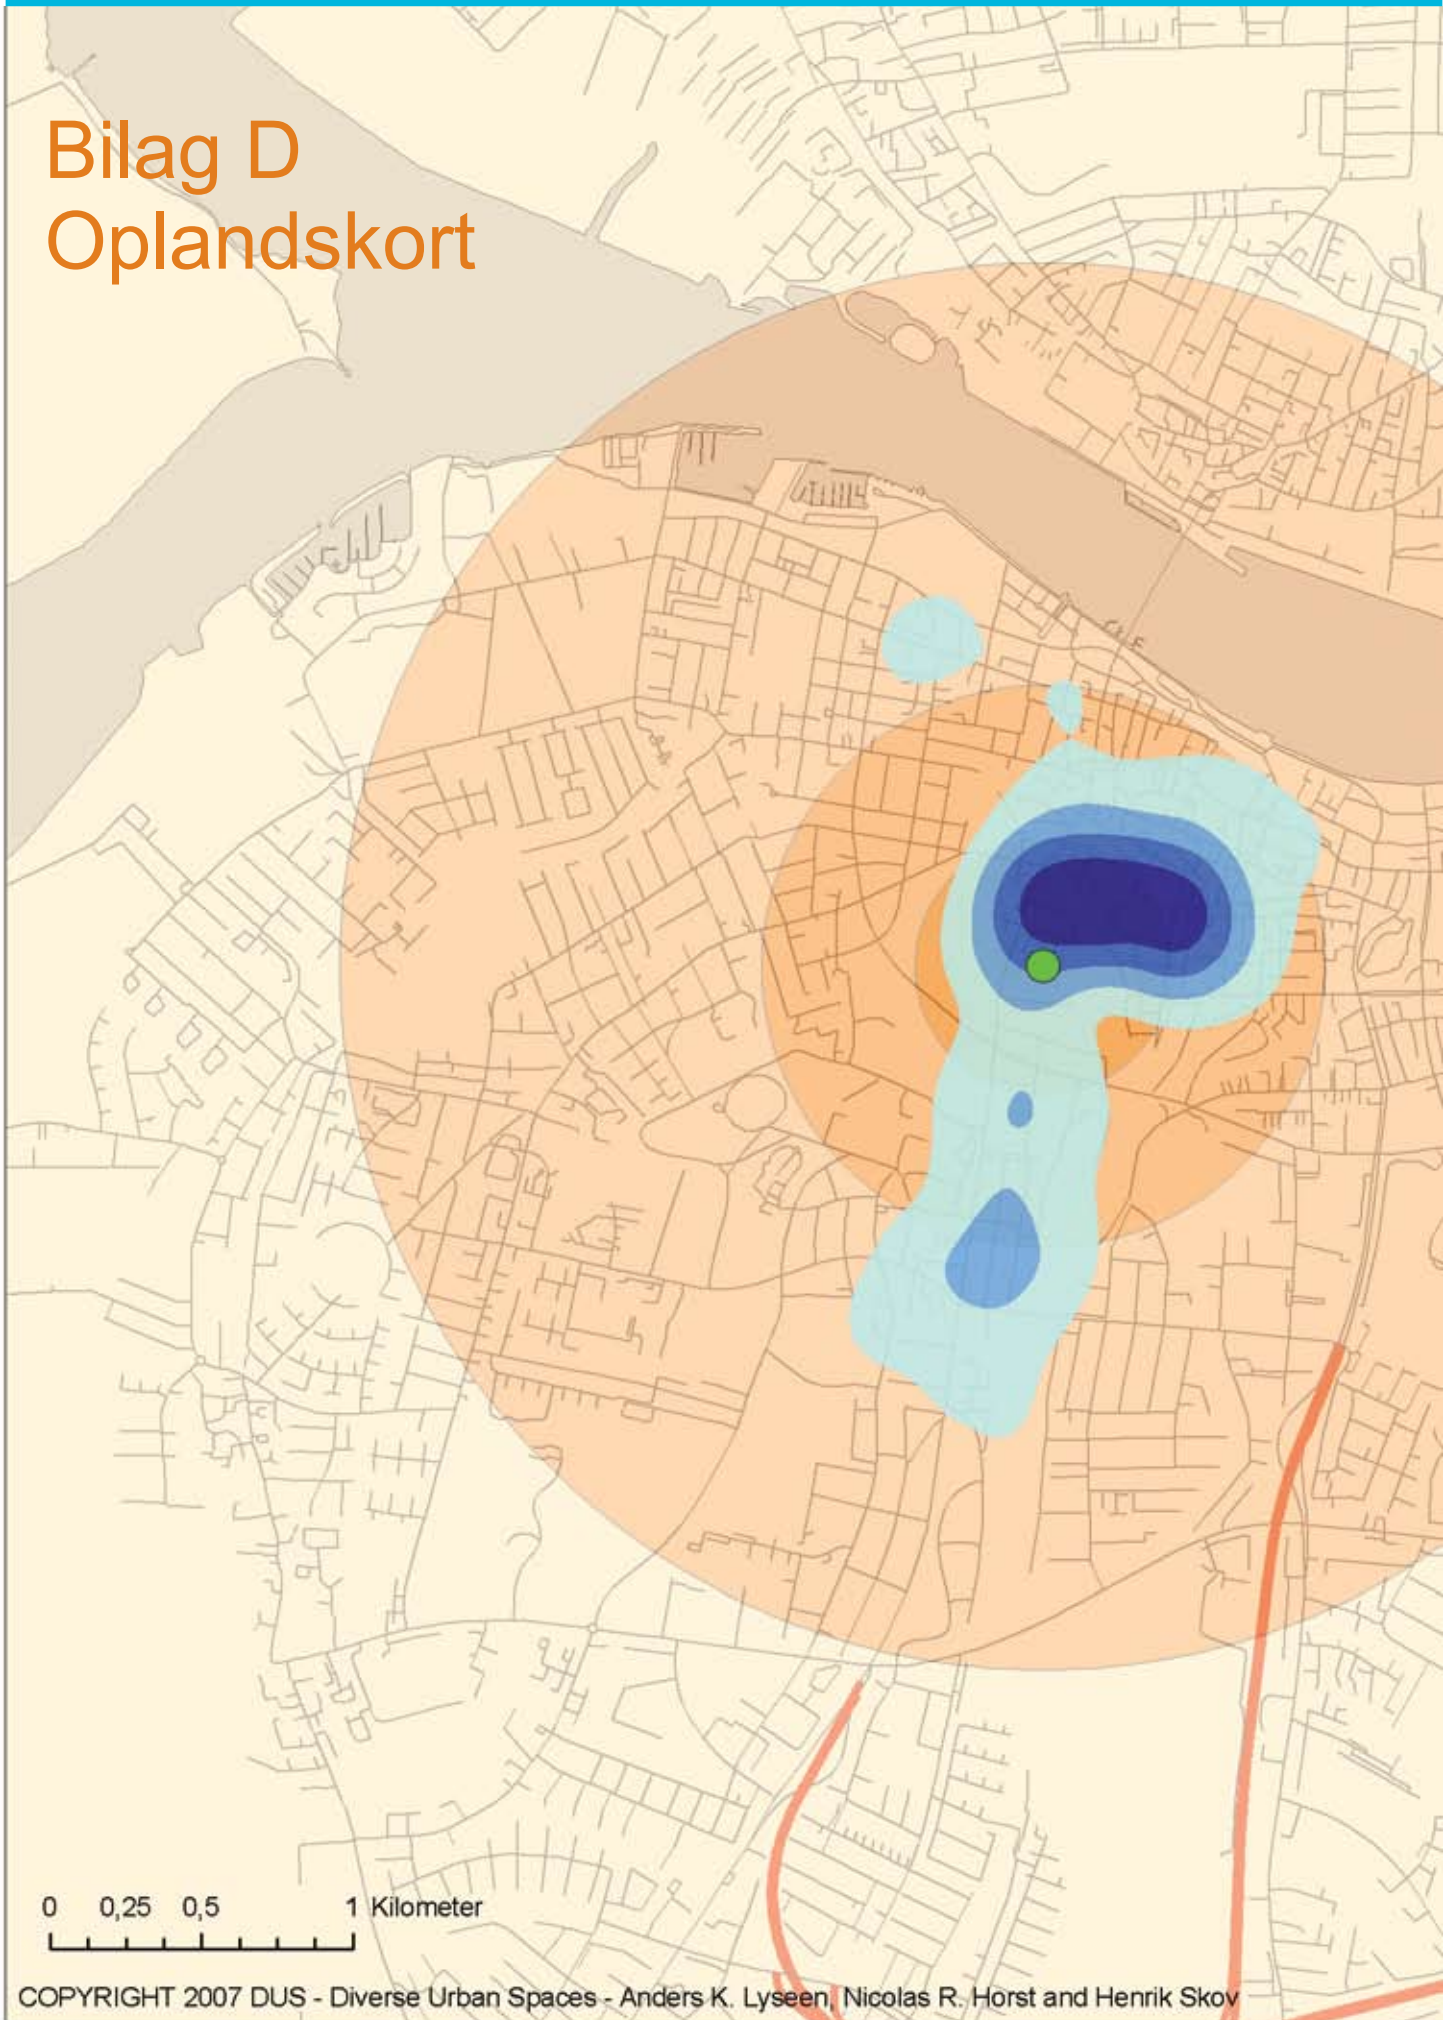 Bilag D
Oplandskort
0 0,25 0,5 1 Kilometer
COPYRIGHT 2007 DUS - Diverse Urban Spaces - Anders K. Lyseen, Nicolas R. Horst and Henrik Skov